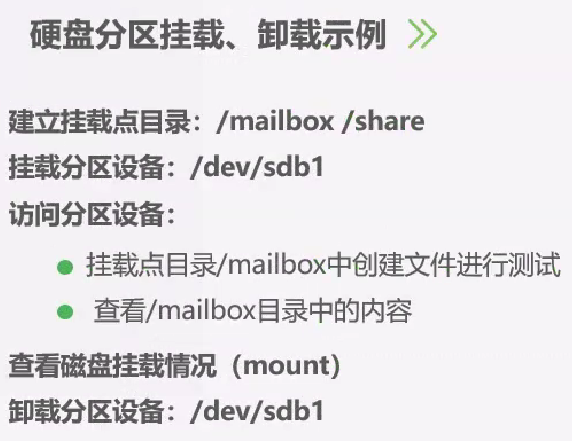 硬盘分区挂载、卸载示例
建立挂载点目录：/mailbox /share
挂载分区设备：/dev/sdb1
访问分区设备：
挂载点目录/mailbox中创建文件进行测试
查看/mailbox目录中的内容
查看磁盘挂载情况（mount）
卸载分区设备：/dev/sdb1